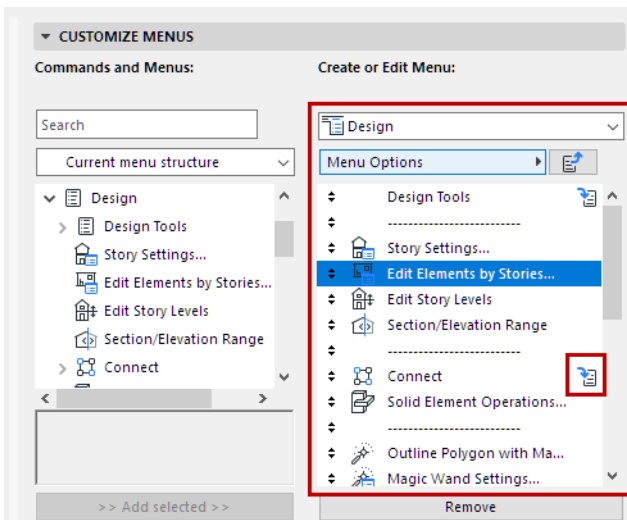 CUSTOMIZE MENUS
Commands and Menus:
Create or Edit Menu:
Search
Current menu structure
Design
Design Tools
Story Settings...
Edit Elements by Stories...
Edit Story Levels
Section/Elevation Range
Connect
>> Add selected >>
Design
Menu Options
Design Tools
--------------------------
Story Settings...
Edit Elements by Stories...
Edit Story Levels
Section/Elevation Range
--------------------------
Connect
Solid Element Operations...
--------------------------
Outline Polygon with Ma...
Magic Wand Settings...
Remove